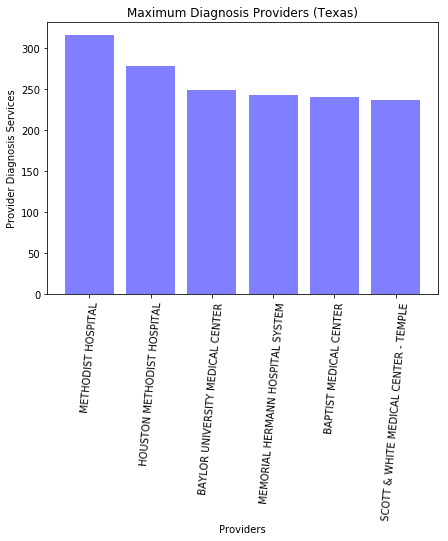 Maximum Diagnosis Providers (Texas)
Provider Diagnosis Services
300
250
200
150
100
50
0
METHODIST HOSPITAL
HOUSTON METHODIST HOSPITAL
BAYLOR UNIVERSITY MEDICAL CENTER
MEMORIAL HERMANN HOSPITAL SYSTEM
BAPTIST MEDICAL CENTER
SCOTT & WHITE MEDICAL CENTER - TEMPLE
Providers